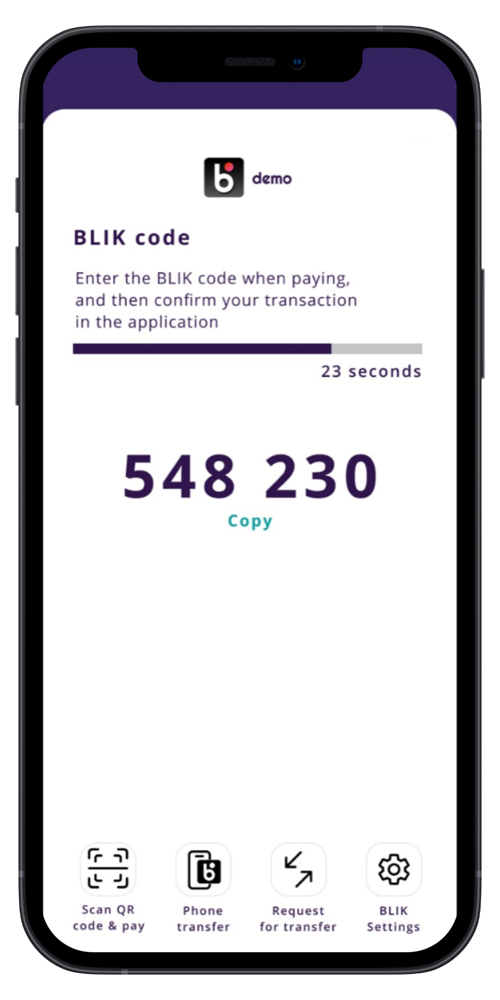 demo
BLIK code
Enter the BLIK code when paying,
and then confirm your transaction
in the application
23 seconds
548 230
Copy
Scan QR
code & pay
Phone
transfer
Request
for transfer
BLIK
Settings